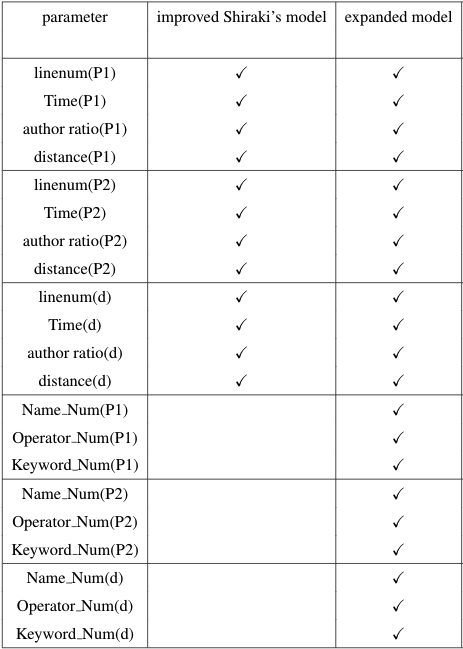 parameter improved Shiraki's model expanded model
linenum(P1) ✓ ✓
Time(P1) ✓ ✓
author ratio(P1) ✓ ✓
distance(P1) ✓ ✓
linenum(P2) ✓ ✓
Time(P2) ✓ ✓
author ratio(P2) ✓ ✓
distance(P2) ✓ ✓
linenum(d) ✓ ✓
Time(d) ✓ ✓
author ratio(d) ✓ ✓
distance(d) ✓ ✓
Name_Num(P1) ✓
Operator_Num(P1) ✓
Keyword_Num(P1) ✓
Name_Num(P2) ✓
Operator_Num(P2) ✓
Keyword_Num(P2) ✓
Name_Num(d) ✓
Operator_Num(d) ✓
Keyword_Num(d) ✓